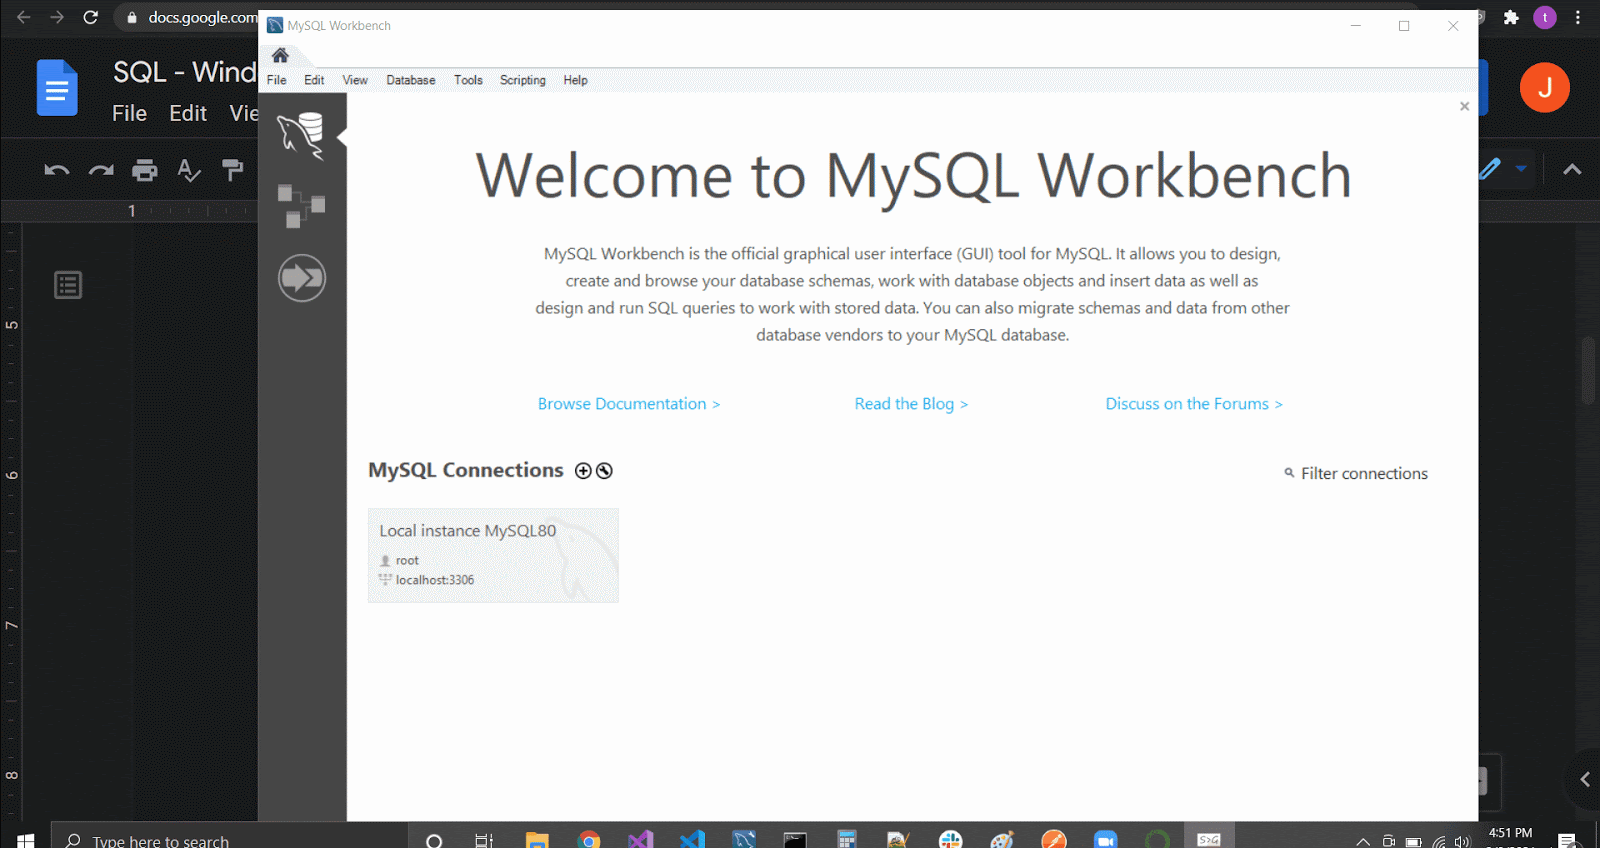 docs.google.com
MySQL Workbench
t
SQL - Wind
File Edit Vie
J
File Edit View Database Tools Scripting Help
1
Welcome to MySQL Workbench
MySQL Workbench is the official graphical user interface (GUI) tool for MySQL. It allows you to design,
create and browse your database schemas, work with database objects and insert data as well as
design and run SQL queries to work with stored data. You can also migrate schemas and data from other
database vendors to your MySQL database.
Browse Documentation > Read the Blog > Discuss on the Forums >
MySQL Connections
Filter connections
Local instance MySQL80
root
localhost:3306
5
6
7
8
Type here to search
S>G
4:51 PM